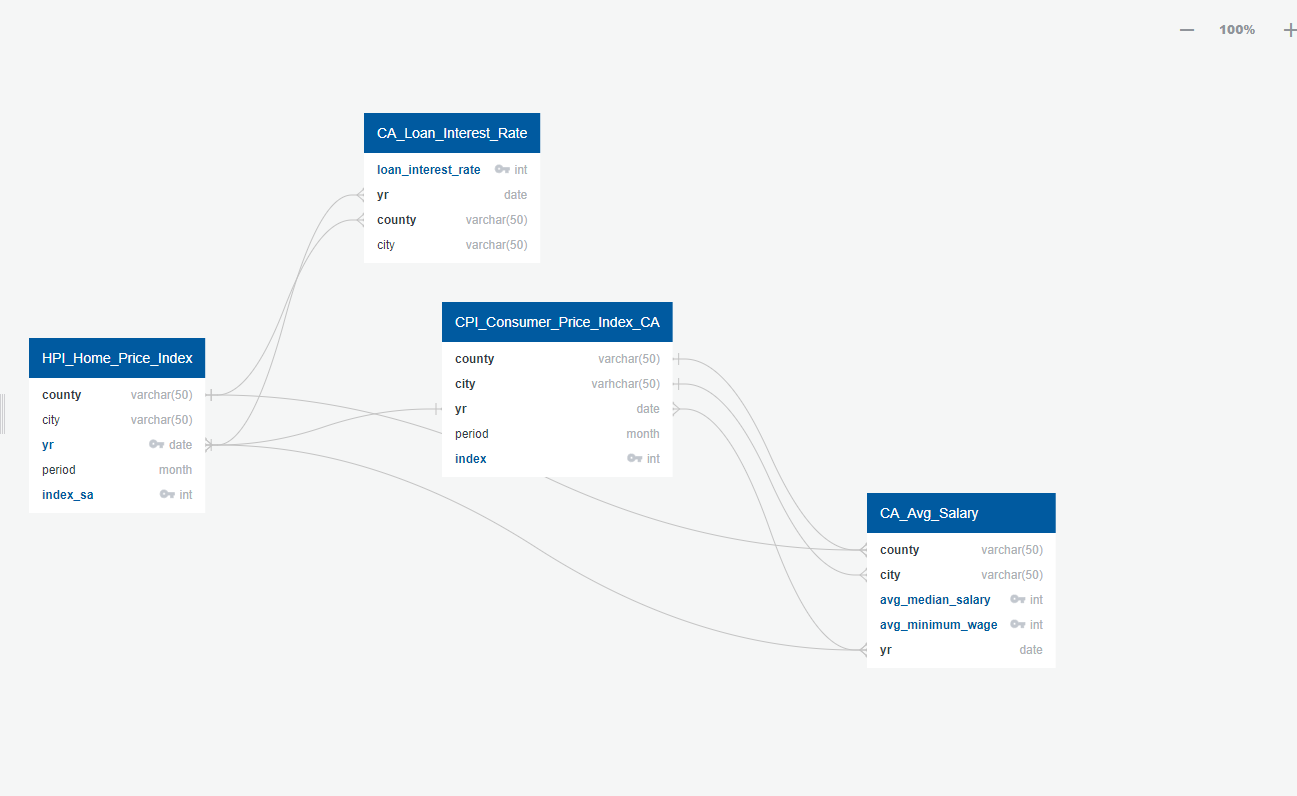 100%
CA_Loan_Interest_Rate
loan_interest_rate int
yr date
county varchar(50)
city varchar(50)
CPI_Consumer_Price_Index_CA
county varchar(50)
city varhchar(50)
yr date
period month
index int
HPI_Home_Price_Index
county varchar(50)
city varchar(50)
yr date
period month
index_sa int
CA_Avg_Salary
county varchar(50)
city varchar(50)
avg_median_salary int
avg_minimum_wage int
yr date